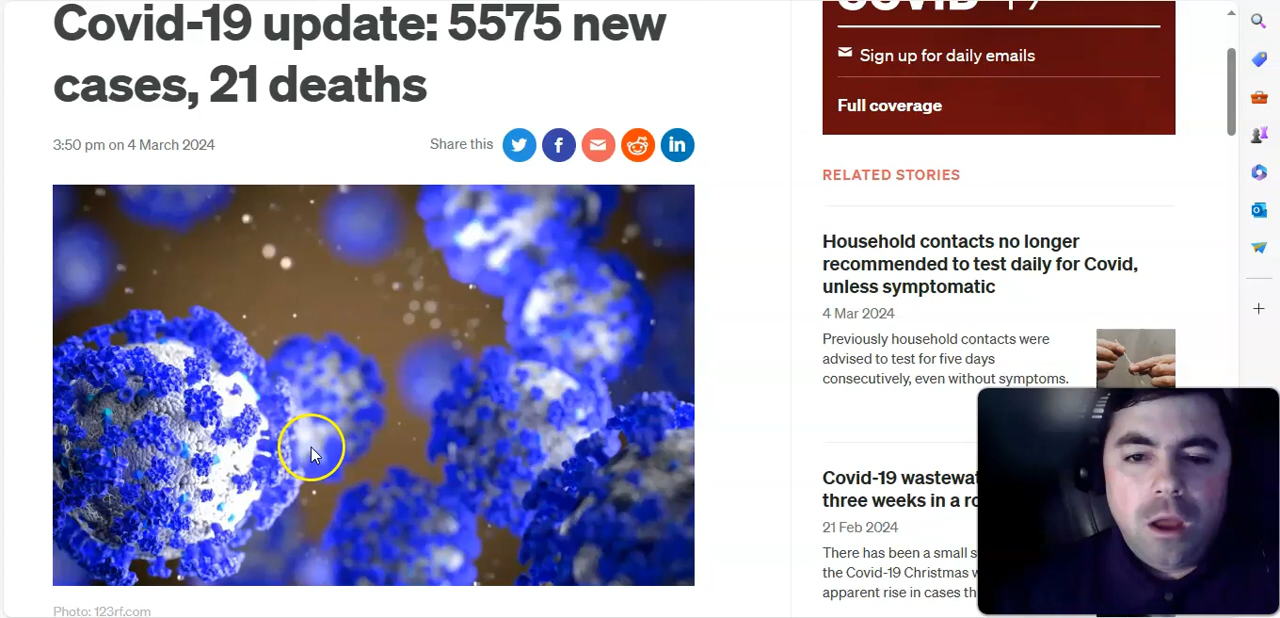 Covid-19 update: 5575 new
cases, 21 deaths
3:50 pm on 4 March 2024
Share this
Photo: 123rf.com
Sign up for daily emails
Full coverage
RELATED STORIES
Household contacts no longer
recommended to test daily for Covid,
unless symptomatic
4 Mar 2024
Previously household contacts were
advised to test for five days
consecutively, even without symptoms.
Covid-19
three weeks in a
21 Feb 2024
There has been a small
the Covid-19 Christmas
apparent rise in cases